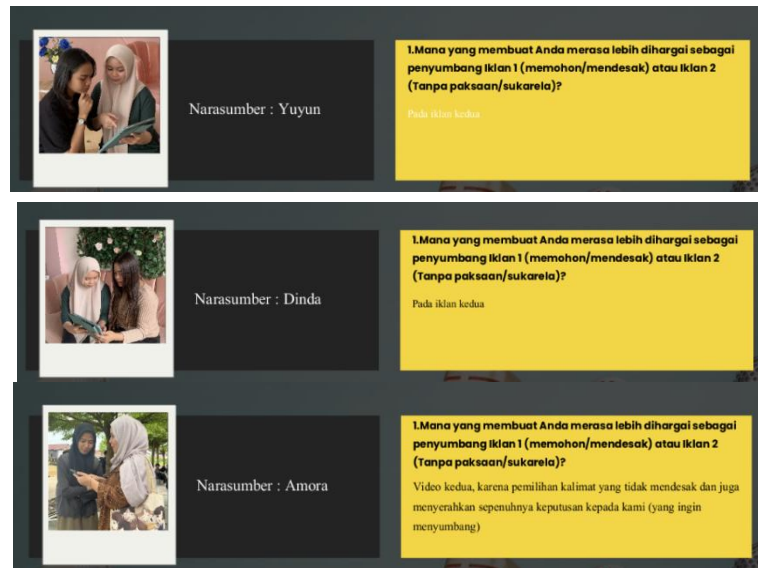 Narasumber : Yuyun
1.Mana yang membuat Anda merasa lebih dihargai sebagai
penyumbang Iklan 1 (memohon/mendesak) atau Iklan 2
(Tanpa paksaan/sukarela)?
Pada iklan kedua
Narasumber : Dinda
1.Mana yang membuat Anda merasa lebih dihargai sebagai
penyumbang Iklan 1 (memohon/mendesak) atau Iklan 2
(Tanpa paksaan/sukarela)?
Pada iklan kedua
Narasumber : Amora
1.Mana yang membuat Anda merasa lebih dihargai sebagai
penyumbang Iklan 1 (memohon/mendesak) atau Iklan 2
(Tanpa paksaan/sukarela)?
Video kedua, karena pemilihan kalimat yang tidak mendesak dan juga
menyerahkan sepenuhnya keputusan kepada kami (yang ingin
menyumbang)